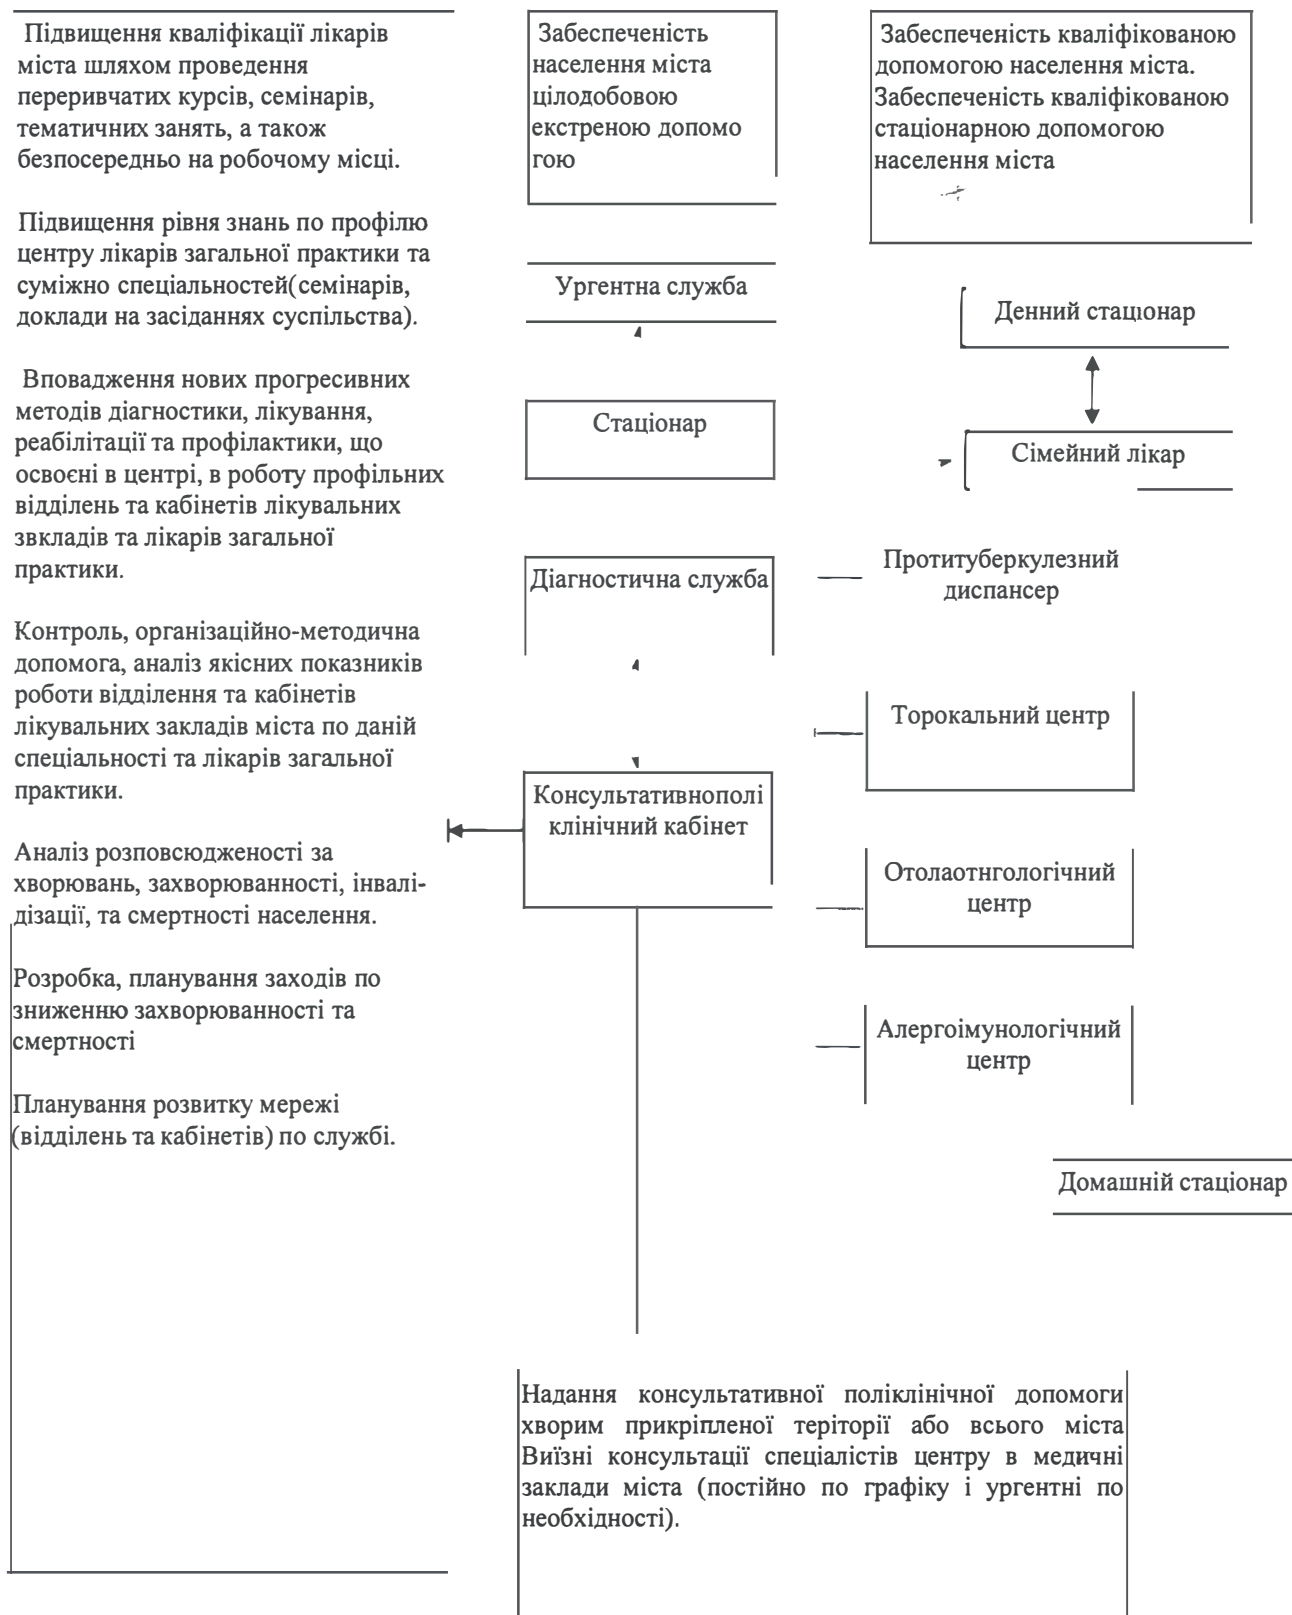 Підвищення кваліфікації лікарів
міста шляхом проведення
переривчатих курсів, семінарів,
тематичних занять, а також
безпосередньо на робочому місці.
Підвищення рівня знань по профілю
центру лікарів загальної практики та
суміжно спеціальностей(семінарів,
доклади на засіданнях суспільства).
Вповадження нових прогресивних
методів діагностики, лікування,
реабілітації та профілактики, що
освоєні в центрі, в роботу профільних
відділень та кабінетів лікувальних
звкладів та лікарів загальної
практики.
Контроль, організаційно-методична
допомога, аналіз якісних показників
роботи відділення та кабінетів
лікувальних закладів міста по даній
спеціальності та лікарів загальної
практики.
Аналіз розповсюдженості за
хворювань, захворюванності, інвалі-
дізації, та смертності населення.
Розробка, планування заходів по
зниженню захворюванності та
смертності
Планування розвитку мережі
(відділень та кабінетів) по службі.
Забеспеченість
населення міста
цілодобовою
екстреною допомо
гою
Ургентна служба
Стаціонар
Діагностична служба
Консультативнополі
клінічний кабінет
Забеспеченість кваліфікованою
допомогою населення міста.
Забеспеченість кваліфікованою
стаціонарною допомогою
населення міста
Денний стаціонар
Сімейний лікар
Протитуберкулезний
диспансер
Торокальний центр
Отолаотнгологічний
центр
Алергоімунологічний
центр
Домашній стаціонар
Надання консультативної поліклінічної допомоги
хворим прикріпленої теріторії або всього міста
Виїзні консультації спеціалістів центру в медичні
заклади міста (постійно по графіку і ургентні по
необхідності).